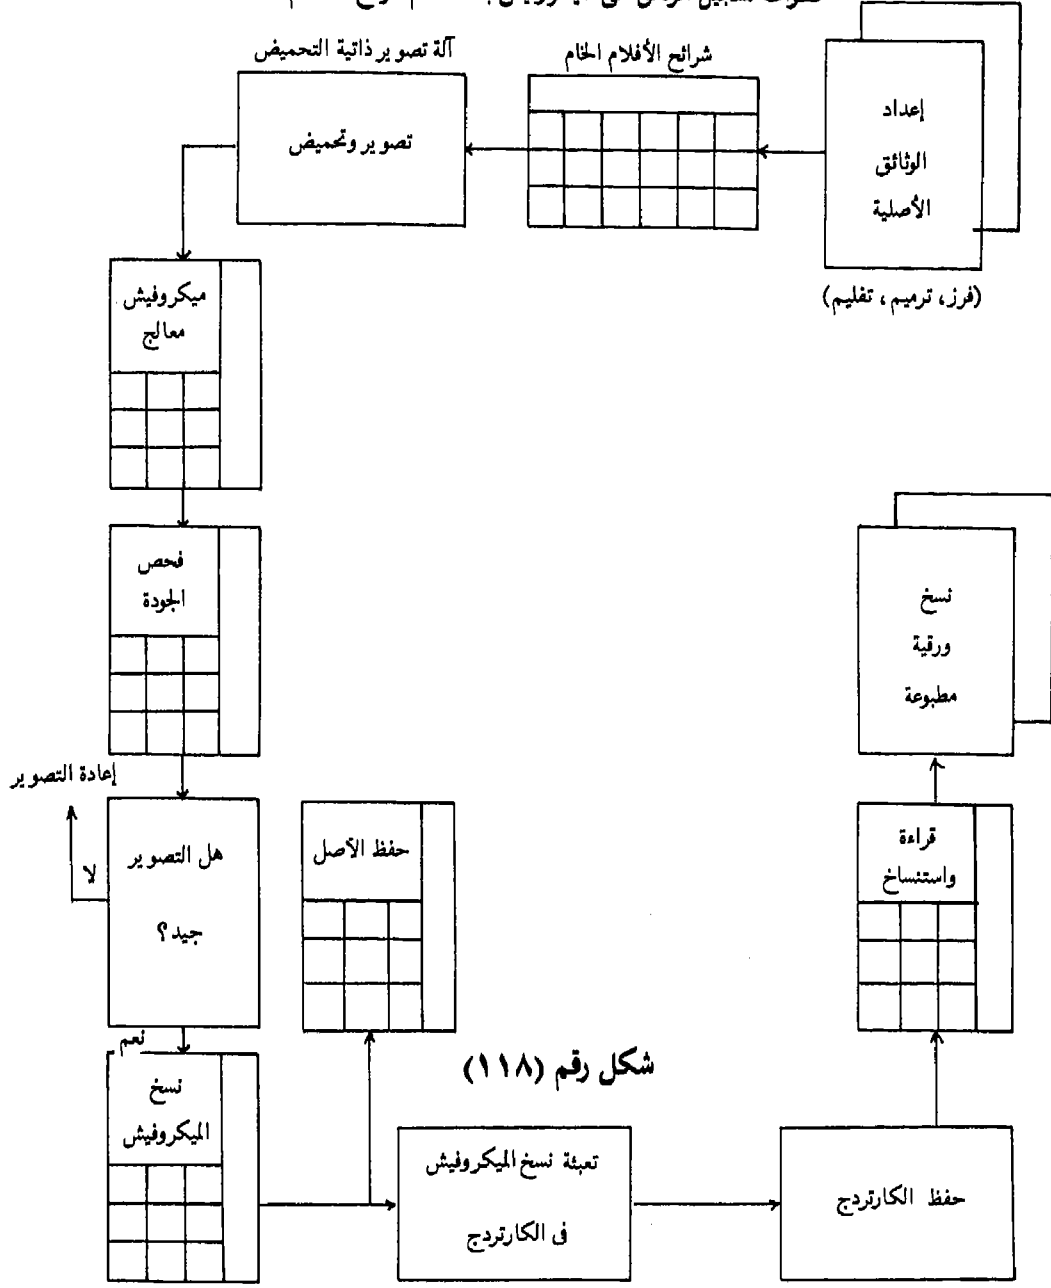 شرائح الأفلام الخام
آلة تصوير ذاتية التحميض
إعداد
الوثائق
الأصلية
(فرز، ترميم، تفليم)
تصوير وتحميض
ميكروفيش
معالج
فحص
الجودة
إعادة التصوير
لا
هل التصوير
جيد؟
نعم
نسخ
الميكروفيش
حفظ الأصل
تعبئة نسخ الميكروفيش
فى الكارتردج
حفظ الكارتردج
قراءة
واستنساخ
نسخ
ورقية
مطبوعة
شكل رقم (١١٨)